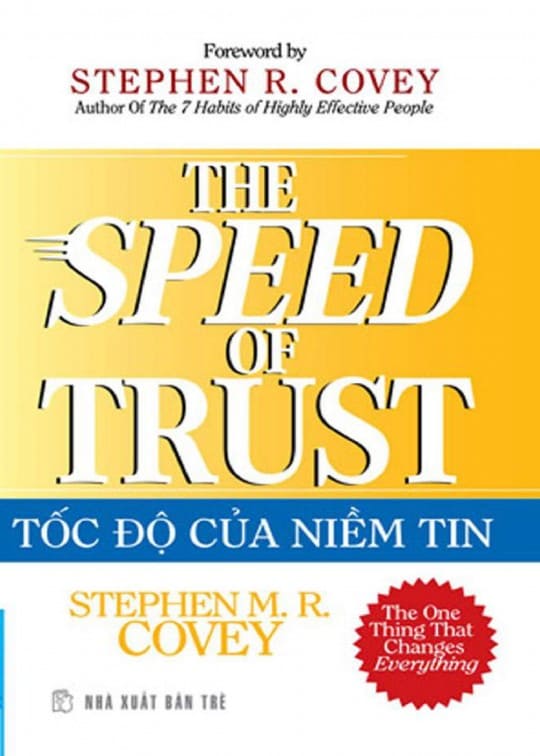 Foreword by
STEPHEN R. COVEY
Author Of The 7 Habits of Highly Effective People
THE
SPEED
OF
TRUST
TỐC ĐỘ CỦA NIỀM TIN
STEPHEN M. R.
COVEY
The One
Thing That
Changes
Everything
NHÀ XUẤT BẢN TRẺ